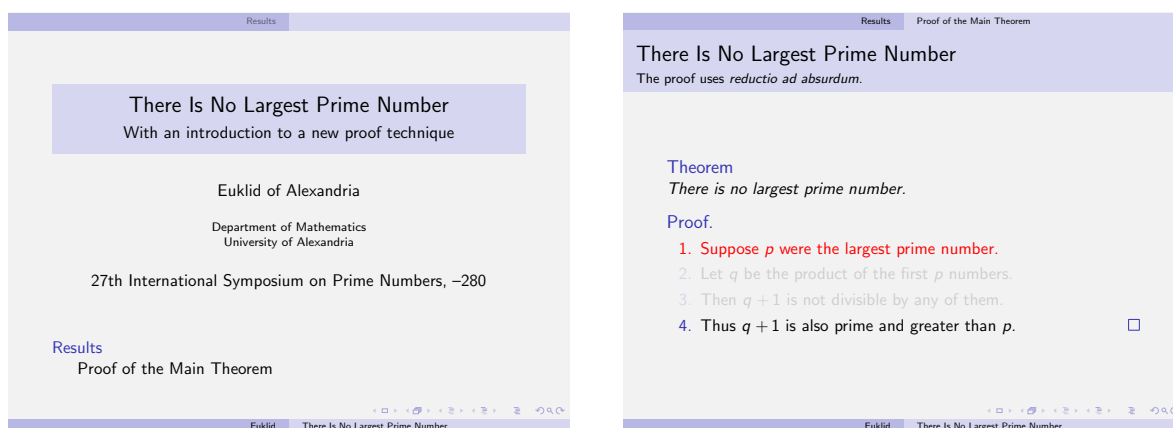 Results
There Is No Largest Prime Number
With an introduction to a new proof technique
Euklid of Alexandria
Department of Mathematics
University of Alexandria
27th International Symposium on Prime Numbers, –280
Results
Proof of the Main Theorem
Euklid There Is No Largest Prime Number
Results Proof of the Main Theorem
There Is No Largest Prime Number
The proof uses reductio ad absurdum.
Theorem
There is no largest prime number.
Proof.
1. Suppose p were the largest prime number.
2. Let q be the product of the first p numbers.
3. Then q + 1 is not divisible by any of them.
4. Thus q + 1 is also prime and greater than p. □
Euklid There Is No Largest Prime Number